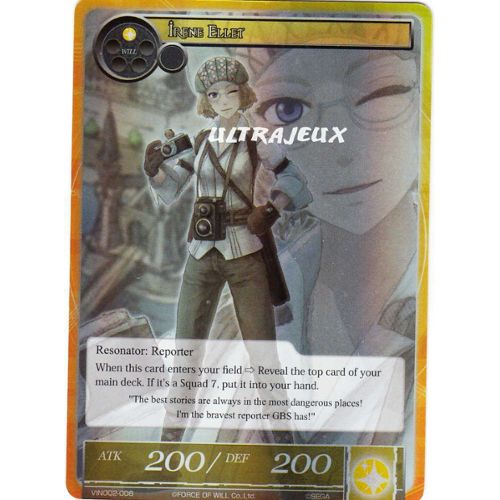 IRENE ELLET
WILL
ULTRAJEUX
Resonator: Reporter
When this card enters your field ⇨ Reveal the top card of your
main deck. If it's a Squad 7, put it into your hand.
"The best stories are always in the most dangerous places!
I'm the bravest reporter GBS has!"
ATK 200/ DEF 200
VIN002-006 ©FORCE OF WILL Co., Ltd. ©SEGA